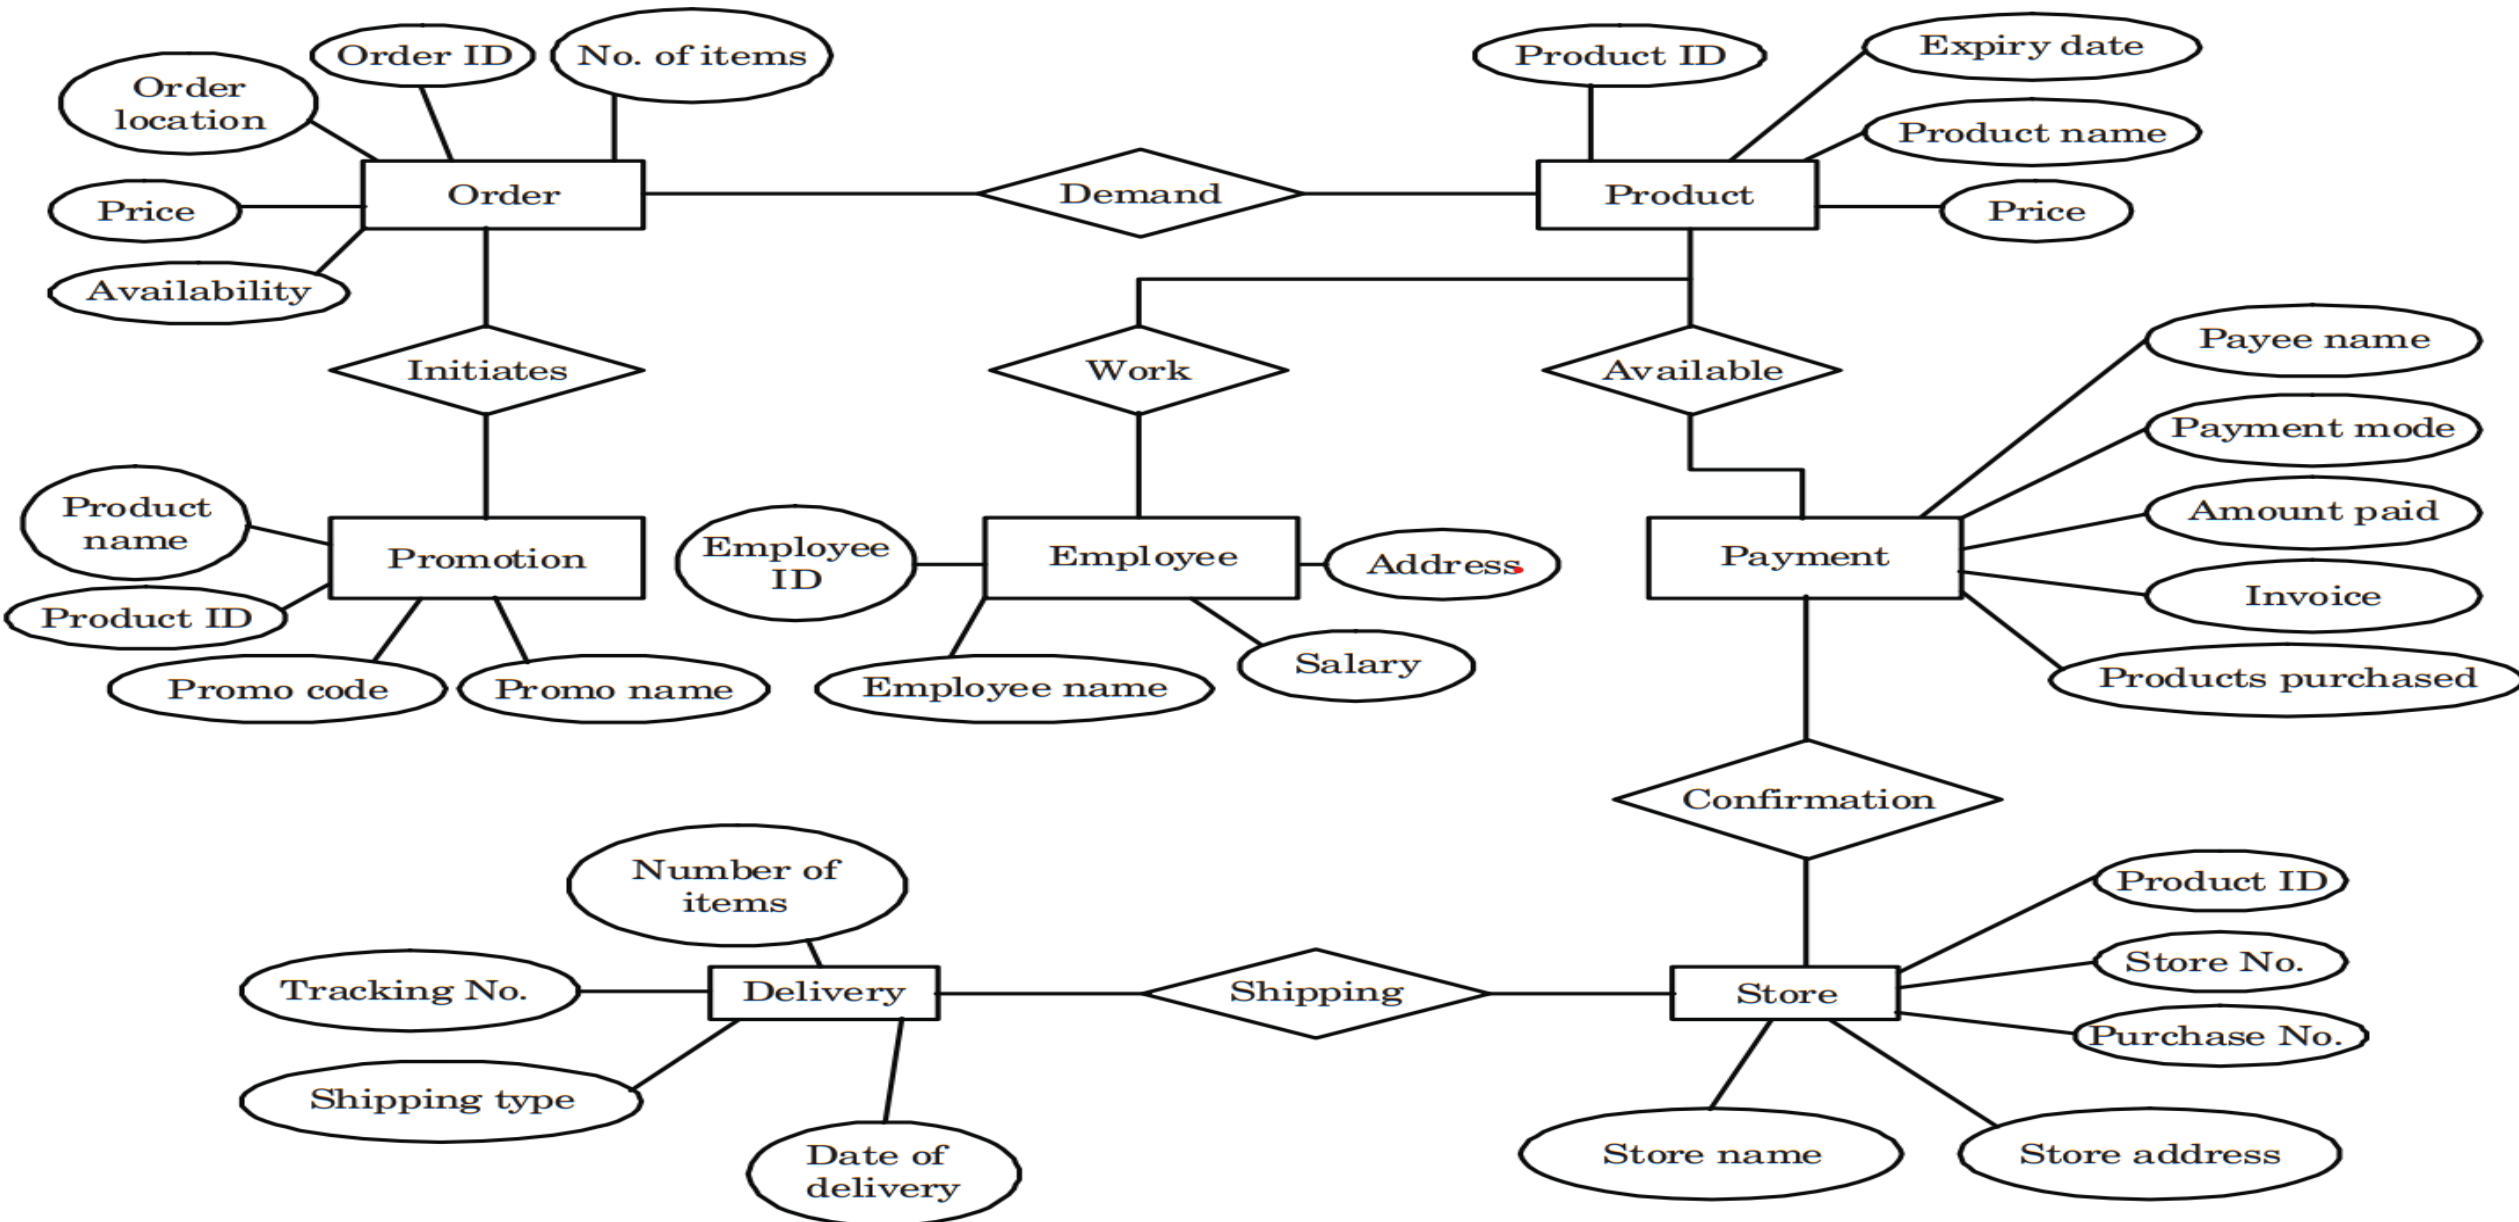 Order ID
No. of items
Product ID
Expiry date
Order
location
Product name
Order
Demand
Product
Price
Price
Availability
Initiates
Work
Available
Payee name
Payment mode
Product
name
Amount paid
Employee
ID
Employee
Address
Payment
Promotion
Invoice
Product ID
Promo code
Promo name
Employee name
Salary
Products purchased
Confirmation
Number of
items
Product ID
Tracking No.
Delivery
Shipping
Store
Store No.
Purchase No.
Shipping type
Date of
delivery
Store name
Store address